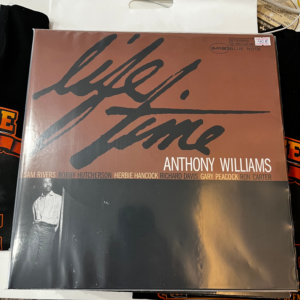 life
time
ANTHONY WILLIAMS
SAM RIVERS BOBBY HUTCHERSON HERBIE HANCOCK RICHARD DAVIS GARY PEACOCK RON CARTER